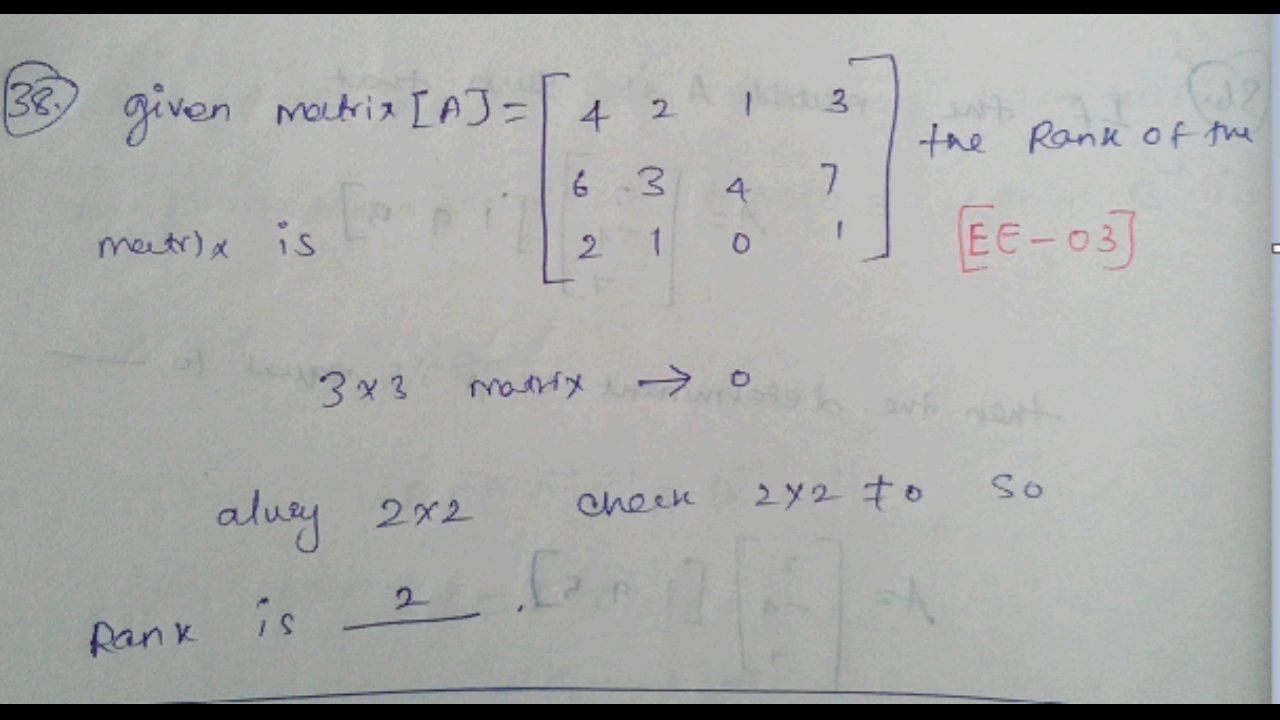 38. given matrix [A] = [ 4 2 1 3 the Rank of the
6 3 4 7
matrix is 2 1 0 1 ] [EE-03]
3x3 matrix → 0
2x2 check 2x2 ≠ 0 so
Rank is 2 .